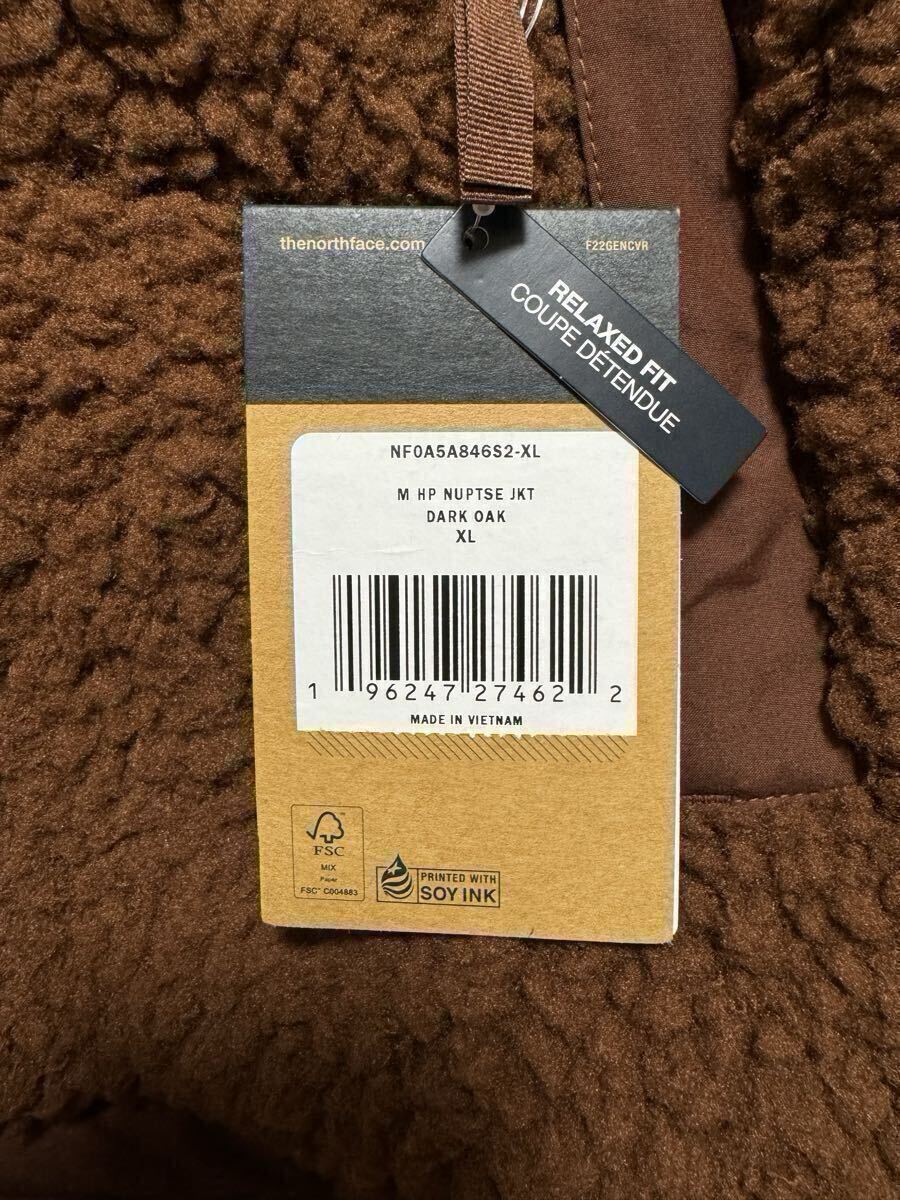 thenorthface.com
F22GENCVR
RELAXED FIT
COUPE DÉTENDUE
NF0A5A846S2-XL
M HP NUPTSE JKT
DARK OAK
XL
1 96247 27462 2
MADE IN VIETNAM
FSC
MIX
Paper
FSC™ C004883
PRINTED WITH
SOY INK